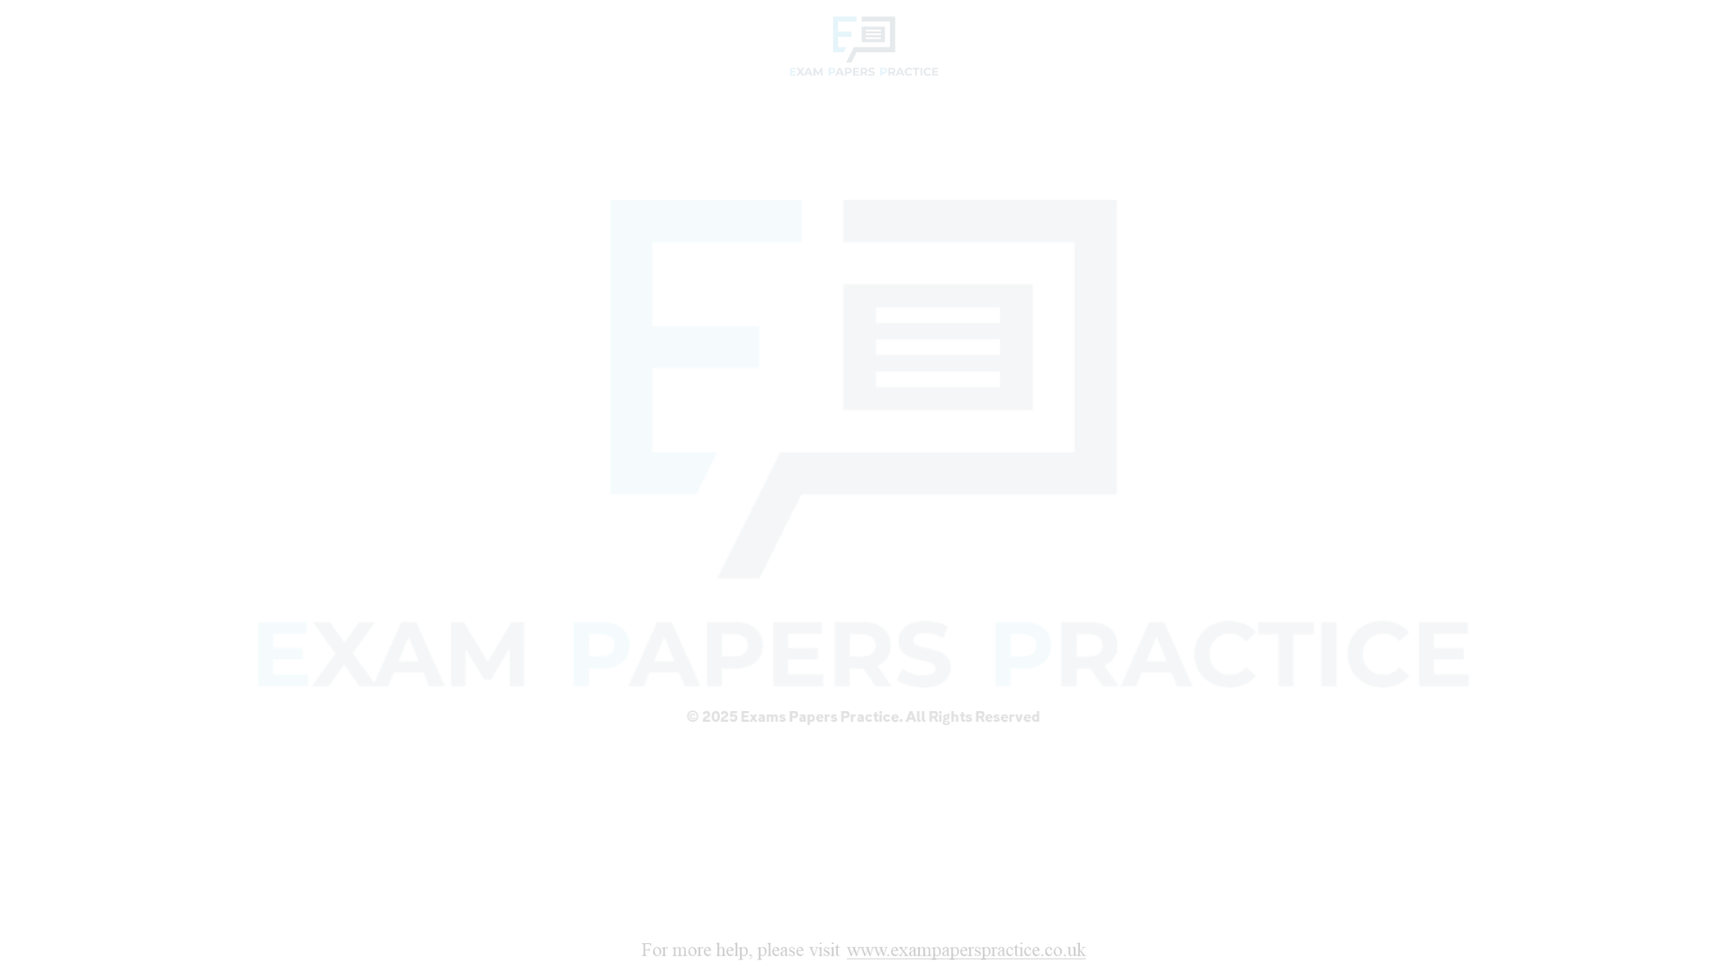 EXAM PAPERS PRACTICE
EXAM PAPERS PRACTICE
© 2025 Exams Papers Practice. All Rights Reserved
For more help, please visit www.exampaperspractice.co.uk